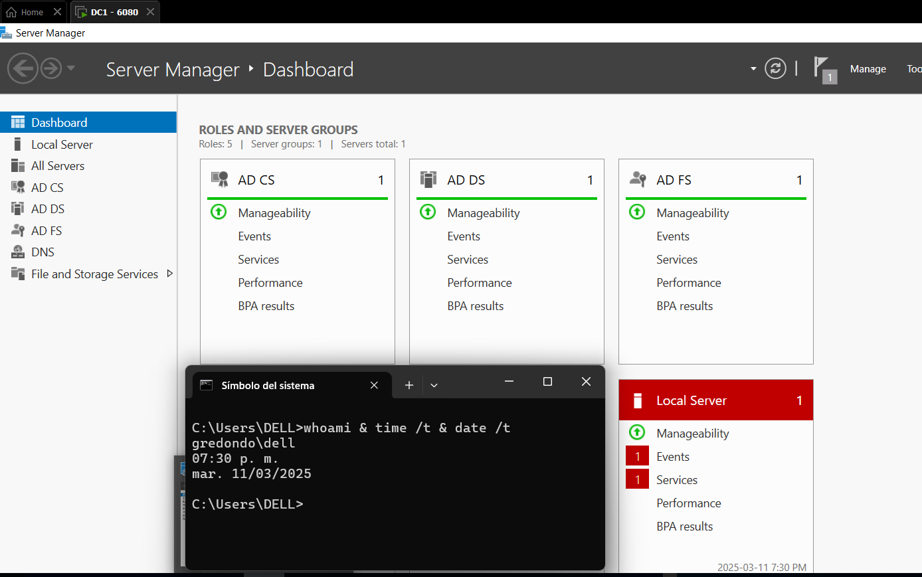 Home
DC1 - 6080
Server Manager
Server Manager Dashboard
1
Manage
Dashboard
Local Server
All Servers
AD CS
AD DS
AD FS
DNS
File and Storage Services
ROLES AND SERVER GROUPS
Roles: 5 | Server groups: 1 | Servers total: 1
AD CS 1
Manageability
Events
Services
Performance
BPA results
AD DS 1
Manageability
Events
Services
Performance
BPA results
AD FS 1
Manageability
Events
Services
Performance
BPA results
Local Server 1
Manageability
1 Events
1 Services
Performance
BPA results
2025-03-11 7:30 PM
Símbolo del sistema
C:\Users\DELL>whoami & time /t & date /t
gredondo\dell
07:30 p. m.
mar. 11/03/2025
C:\Users\DELL>